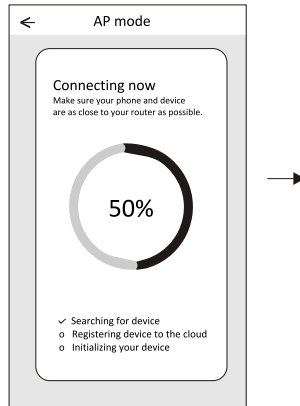 AP mode
Connecting now
Make sure your phone and device
are as close to your router as possible.
50%
✓ Searching for device
o Registering device to the cloud
o Initializing your device